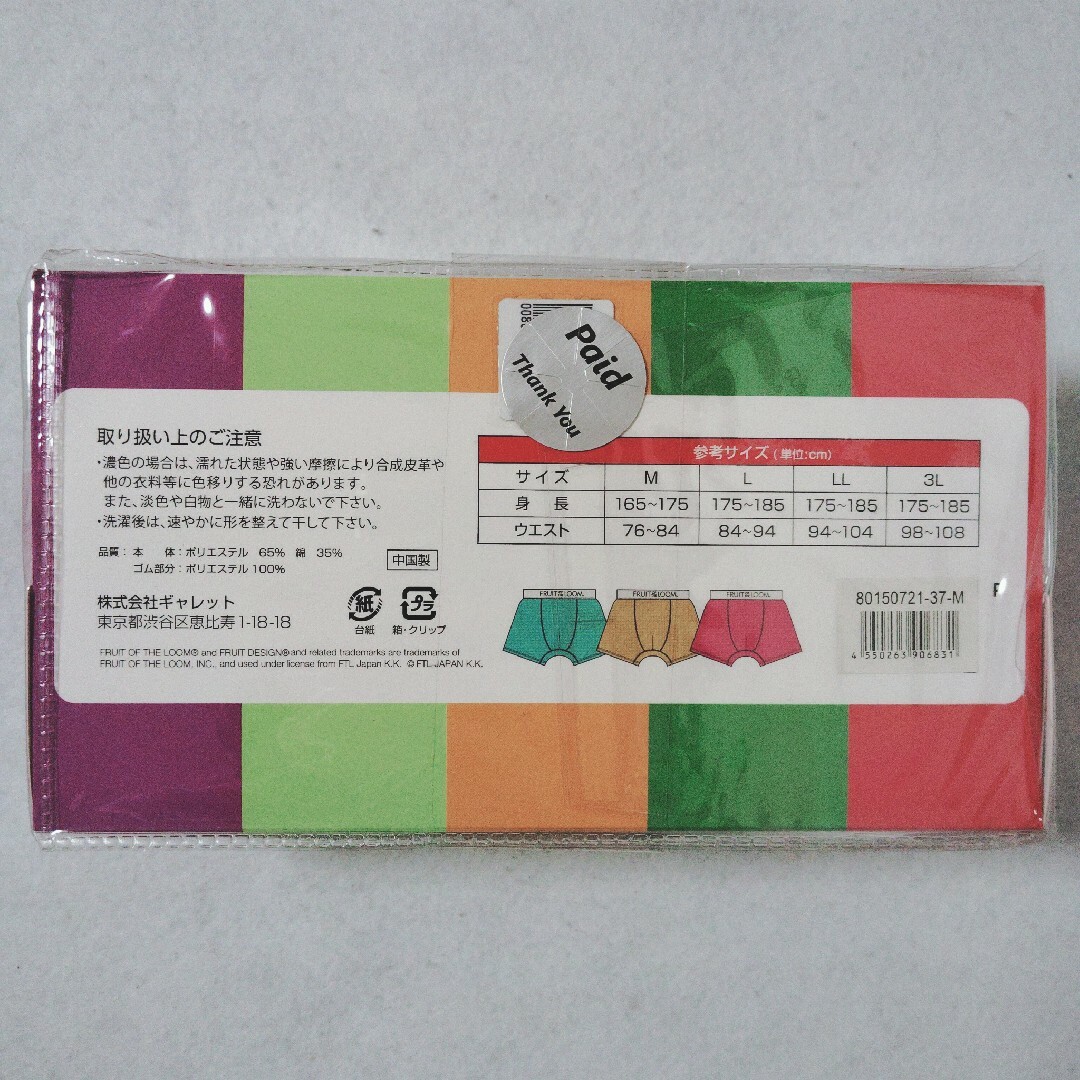 008
Paid
Thank You
取り扱い上のご注意
・濃色の場合は、濡れた状態や強い摩擦により合成皮革や
他の衣料等に色移りする恐れがあります。
また、淡色や白物と一緒に洗わないで下さい。
・洗濯後は、速やかに形を整えて干して下さい。
品質：本　体：ポリエステル 65% 綿 35%
ゴム部分：ポリエステル 100%
中国製
株式会社ギャレット
東京都渋谷区恵比寿1-18-18
紙
台紙
プラ
箱・クリップ
FRUIT OF THE LOOM® and FRUIT DESIGN® and related trademarks are trademarks of
FRUIT OF THE LOOM, INC., and used under license from FTL Japan K.K. © FTL-JAPAN K.K.
参考サイズ (単位:cm)
サイズ M L LL 3L
身長 165~175 175~185 175~185 175~185
ウエスト 76~84 84~94 94~104 98~108
80150721-37-M
4 550263 906831